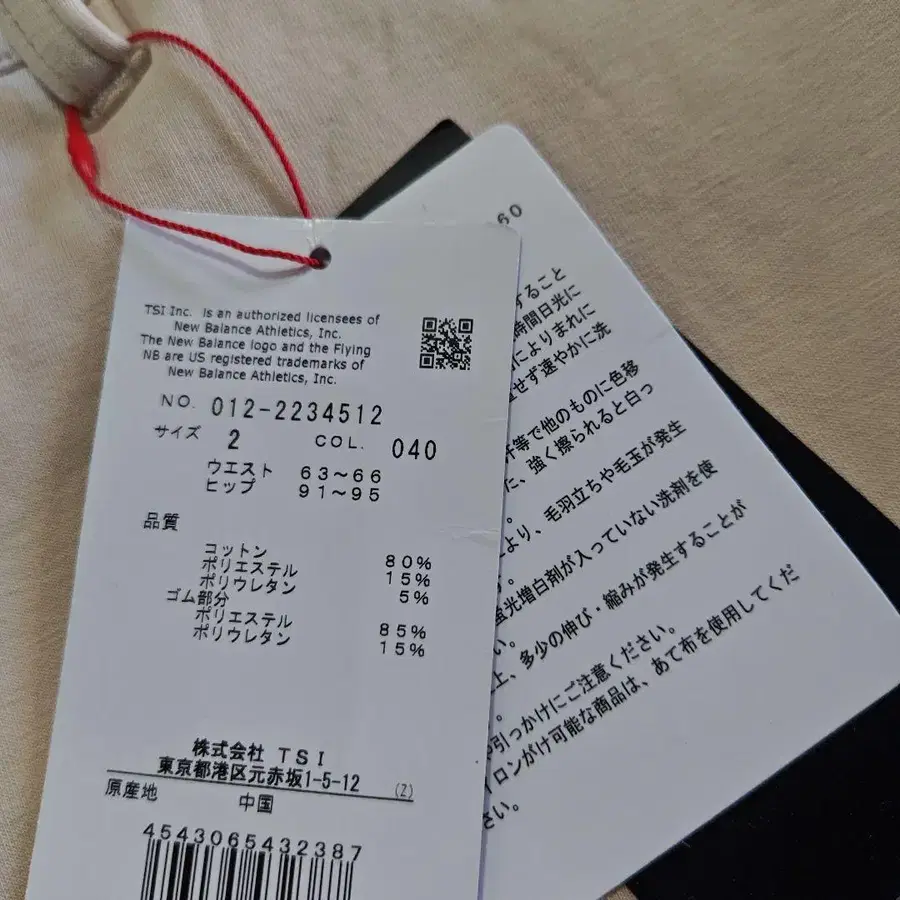 TSI Inc. is an authorized licensees of
New Balance Athletics, Inc.
The New Balance logo and the Flying
NB are US registered trademarks of
New Balance Athletics, Inc.
NO. 012-2234512
サイズ 2 COL. 040
ウエスト 63～66
ヒップ 91～95
品質
コットン 80%
ポリエステル 15%
ポリウレタン 5%
ゴム部分
ポリエステル 85%
ポリウレタン 15%
株式会社 TSI
東京都港区元赤坂1-5-12 (Z)
原産地 中国
4543065432387
60
すること
時間日光に
によりまれに
せず速やかに洗
汗等で他のものに色移
た、強く擦られると白っ
。
より、毛羽立ちや毛玉が発生
。
蛍光増白剤が入っていない洗剤を使
い。
上、多少の伸び・縮みが発生することが
。
や引っかけにご注意ください。
イロンがけ可能な商品は、あて布を使用してくだ
さい。